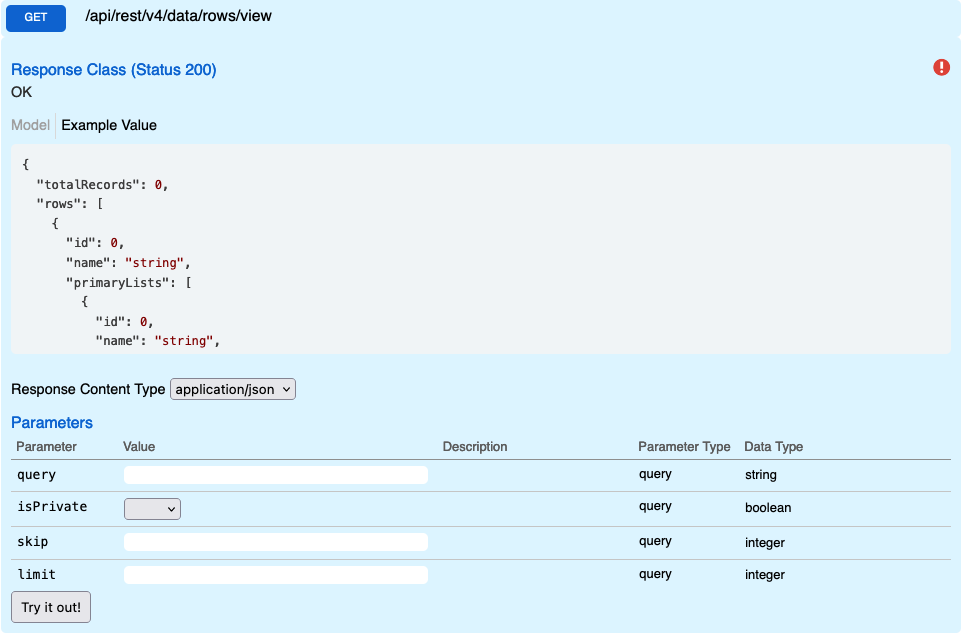 GET /api/rest/v4/data/rows/view
Response Class (Status 200)
OK
Model Example Value
{
"totalRecords": 0,
"rows": [
{
"id": 0,
"name": "string",
"primaryLists": [
{
"id": 0,
"name": "string",
Response Content Type application/json
Parameters
Parameter Value Description Parameter Type Data Type
query query string
isPrivate query boolean
skip query integer
limit query integer
Try it out!